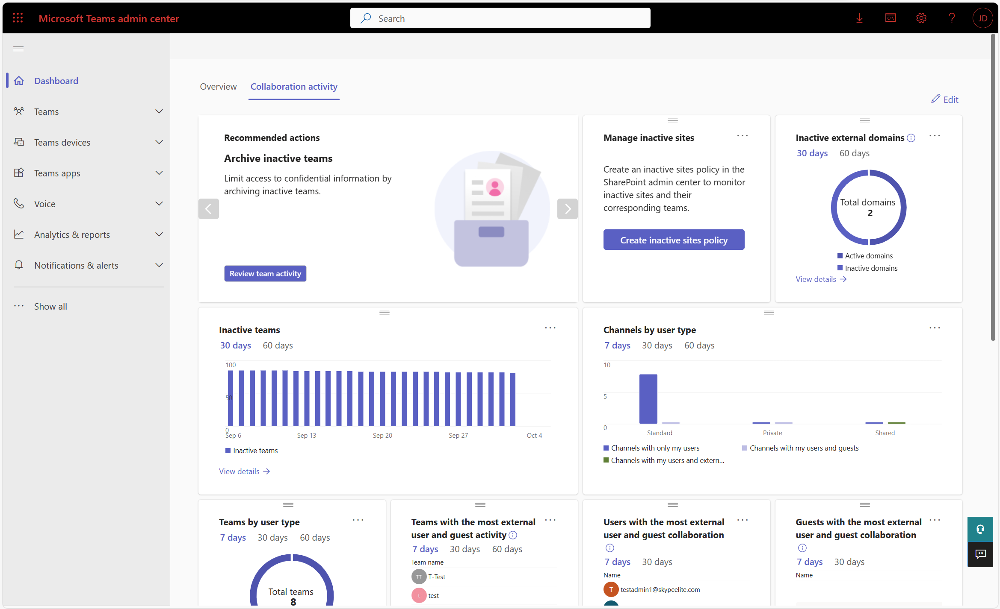 Microsoft Teams admin center
Search
C:\
JD
Dashboard
Teams
Teams devices
Teams apps
Voice
Analytics & reports
Notifications & alerts
Show all
Overview
Collaboration activity
Edit
Recommended actions
Archive inactive teams
Limit access to confidential information by
archiving inactive teams.
Review team activity
Manage inactive sites
Create an inactive sites policy in the
SharePoint admin center to monitor
inactive sites and their
corresponding teams.
Create inactive sites policy
Inactive external domains
30 days 60 days
Total domains
2
Active domains
Inactive domains
View details
Inactive teams
30 days 60 days
100
50
0
Sep 6 Sep 13 Sep 20 Sep 27 Oct 4
Inactive teams
View details
Channels by user type
7 days 30 days 60 days
10
5
0
Standard Private Shared
Channels with only my users Channels with my users and guests
Channels with my users and extern...
Teams by user type
7 days 30 days 60 days
Total teams
8
Teams with the most external
user and guest activity
7 days 30 days 60 days
Team name
TT T-Test
t test
Users with the most external
user and guest collaboration
7 days 30 days
Name
T testadmin1@skypeelite.com
Guests with the most external
user and guest collaboration
7 days 30 days
Name